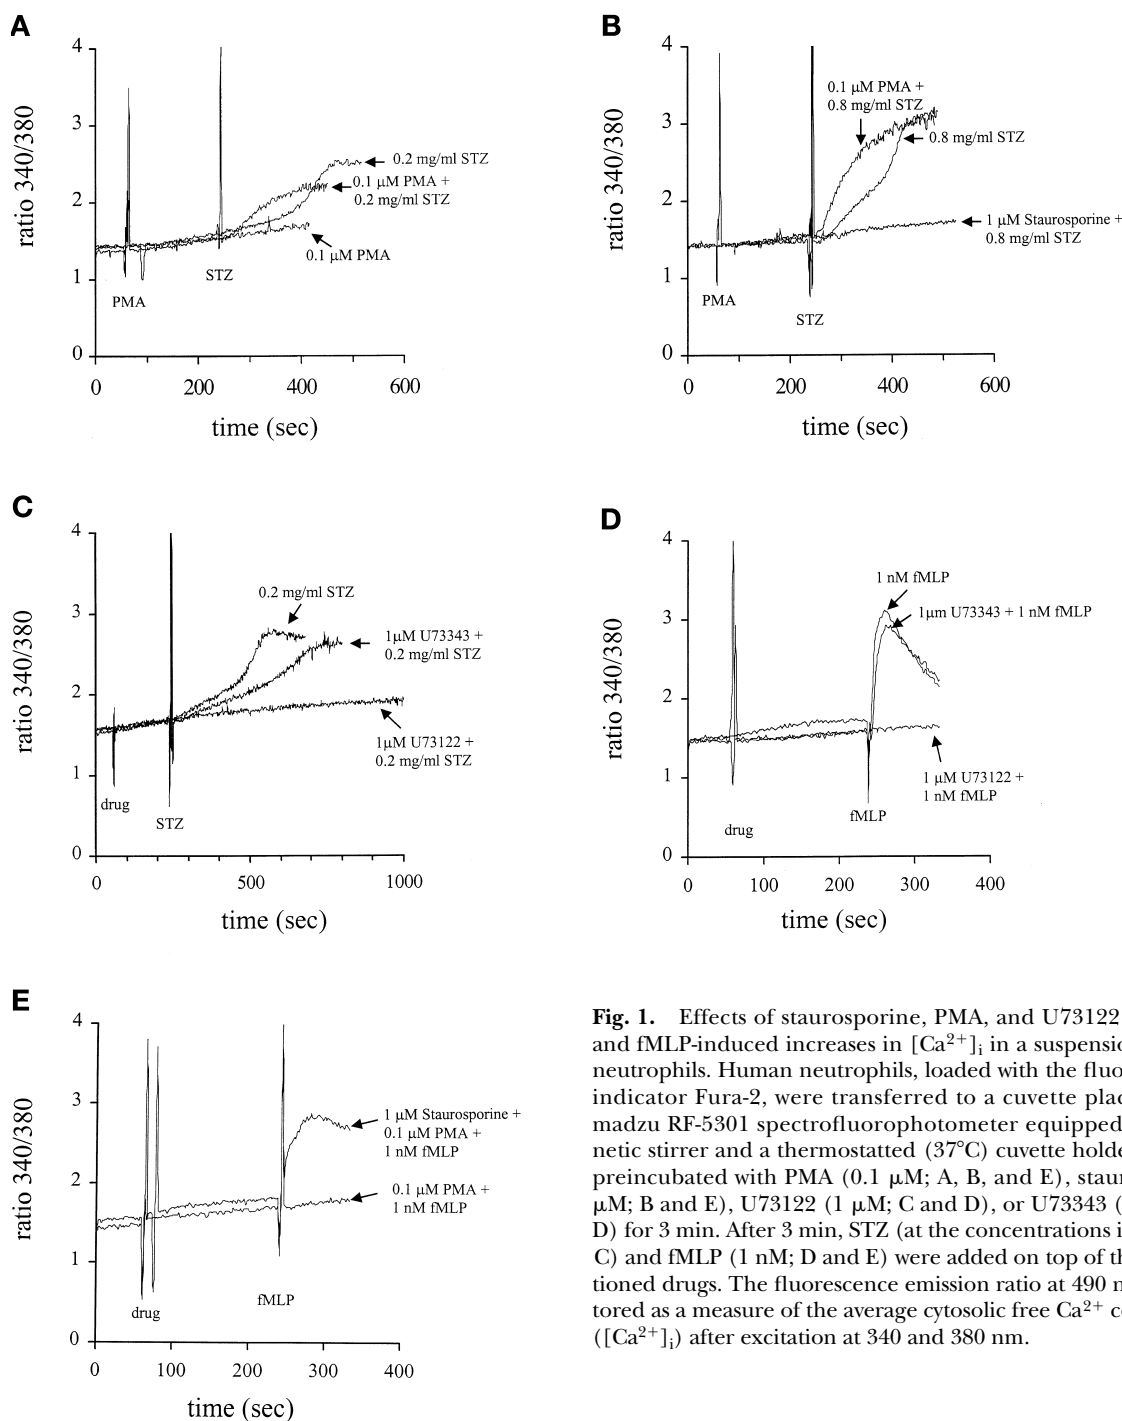 A
4
3
2
1
0
ratio 340/380
0.2 mg/ml STZ
0.1 μM PMA +
0.2 mg/ml STZ
0.1 μM PMA
STZ
PMA
0 200 400 600
time (sec)
B
4
3
2
1
0
ratio 340/380
0.1 μM PMA +
0.8 mg/ml STZ
0.8 mg/ml STZ
1 μM Staurosporine +
0.8 mg/ml STZ
PMA
STZ
0 200 400 600
time (sec)
C
4
3
2
1
0
ratio 340/380
0.2 mg/ml STZ
1μM U73343 +
0.2 mg/ml STZ
1μM U73122 +
0.2 mg/ml STZ
drug
STZ
0 500 1000
time (sec)
D
4
3
2
1
0
ratio 340/380
1 nM fMLP
1μm U73343 + 1 nM fMLP
1 μM U73122 +
1 nM fMLP
fMLP
drug
0 100 200 300 400
time (sec)
E
4
3
2
1
0
ratio 340/380
1 μM Staurosporine +
0.1 μM PMA +
1 nM fMLP
0.1 μM PMA +
1 nM fMLP
fMLP
drug
0 100 200 300 400
time (sec)
Fig. 1. Effects of staurosporine, PMA, and U73122
and fMLP-induced increases in [Ca²⁺]ᵢ in a suspensio
neutrophils. Human neutrophils, loaded with the fluo
indicator Fura-2, were transferred to a cuvette plac
madzu RF-5301 spectrofluorophotometer equipped
netic stirrer and a thermostatted (37°C) cuvette holde
preincubated with PMA (0.1 μM; A, B, and E), stau
μM; B and E), U73122 (1 μM; C and D), or U73343 (
D) for 3 min. After 3 min, STZ (at the concentrations i
C) and fMLP (1 nM; D and E) were added on top of th
tioned drugs. The fluorescence emission ratio at 490 n
tored as a measure of the average cytosolic free Ca²⁺ c
([Ca²⁺]ᵢ) after excitation at 340 and 380 nm.